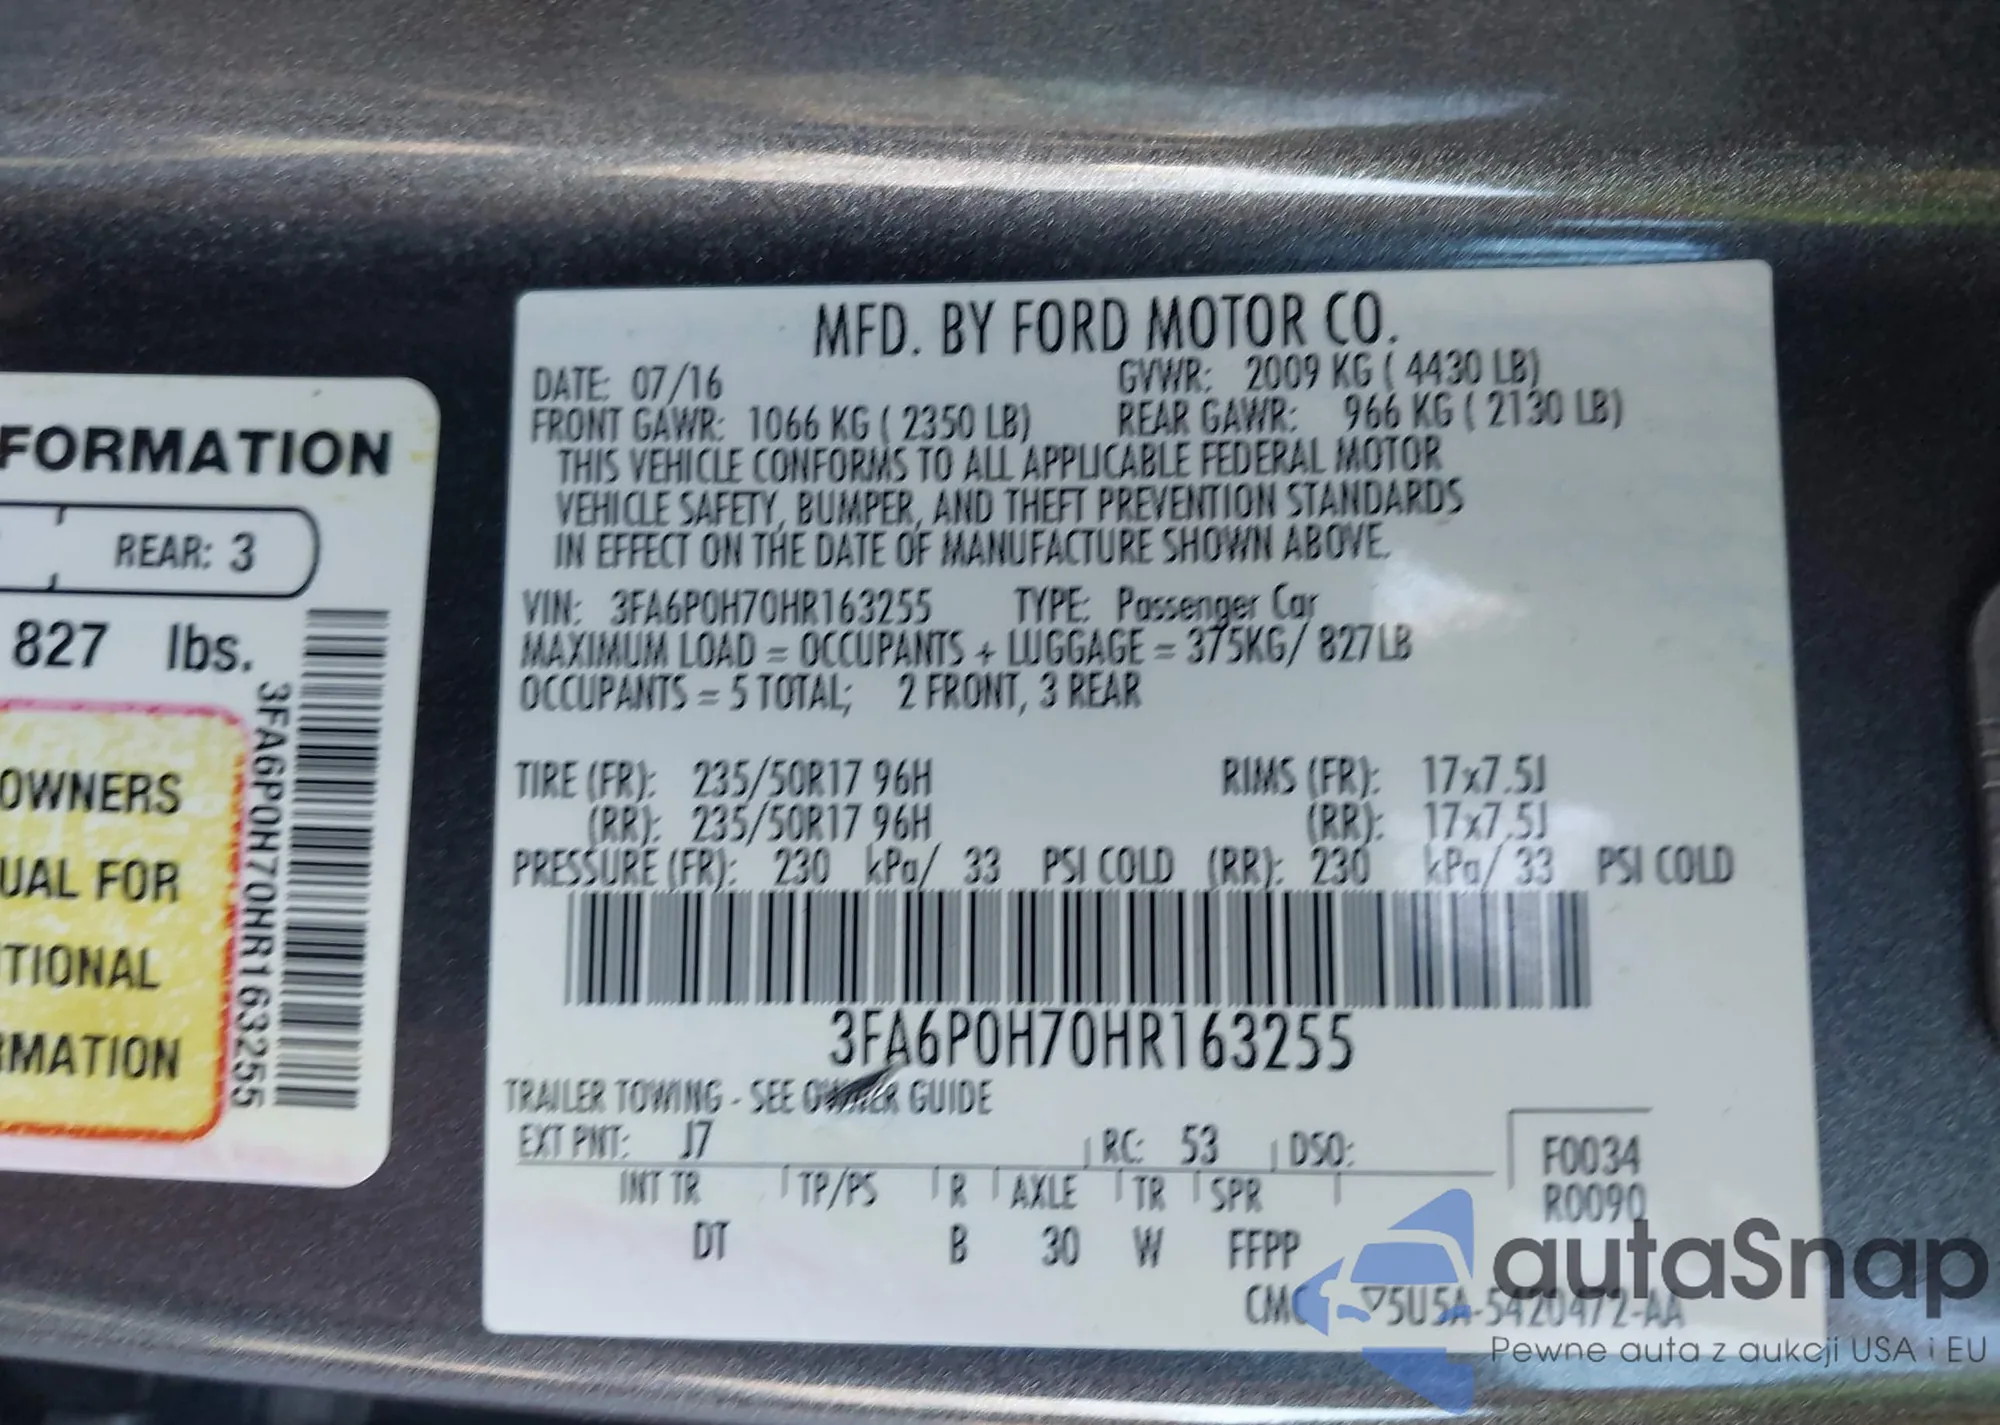 FORMATION
REAR: 3
827 lbs.
OWNERS
UAL FOR
TIONAL
RMATION
3FA6P0H70HR163255
MFD. BY FORD MOTOR CO.
DATE: 07/16 GVWR: 2009 KG ( 4430 LB)
FRONT GAWR: 1066 KG ( 2350 LB) REAR GAWR: 966 KG ( 2130 LB)
THIS VEHICLE CONFORMS TO ALL APPLICABLE FEDERAL MOTOR
VEHICLE SAFETY, BUMPER, AND THEFT PREVENTION STANDARDS
IN EFFECT ON THE DATE OF MANUFACTURE SHOWN ABOVE.
VIN: 3FA6P0H70HR163255 TYPE: Passenger Car
MAXIMUM LOAD = OCCUPANTS + LUGGAGE = 375KG/ 827LB
OCCUPANTS = 5 TOTAL; 2 FRONT, 3 REAR
TIRE (FR): 235/50R17 96H RIMS (FR): 17x7.5J
(RR): 235/50R17 96H (RR): 17x7.5J
PRESSURE (FR): 230 kPa/ 33 PSI COLD (RR): 230 kPa/ 33 PSI COLD
3FA6P0H70HR163255
TRAILER TOWING - SEE OWNER GUIDE
EXT PNT: J7 RC: 53 DSO: F0034
R0090
INT TR TP/PS R AXLE TR SPR
DT B 30 W FFPP
CMC 5U5A-5420472-AA
autaSnap
Pewne auta z aukcji USA i EU